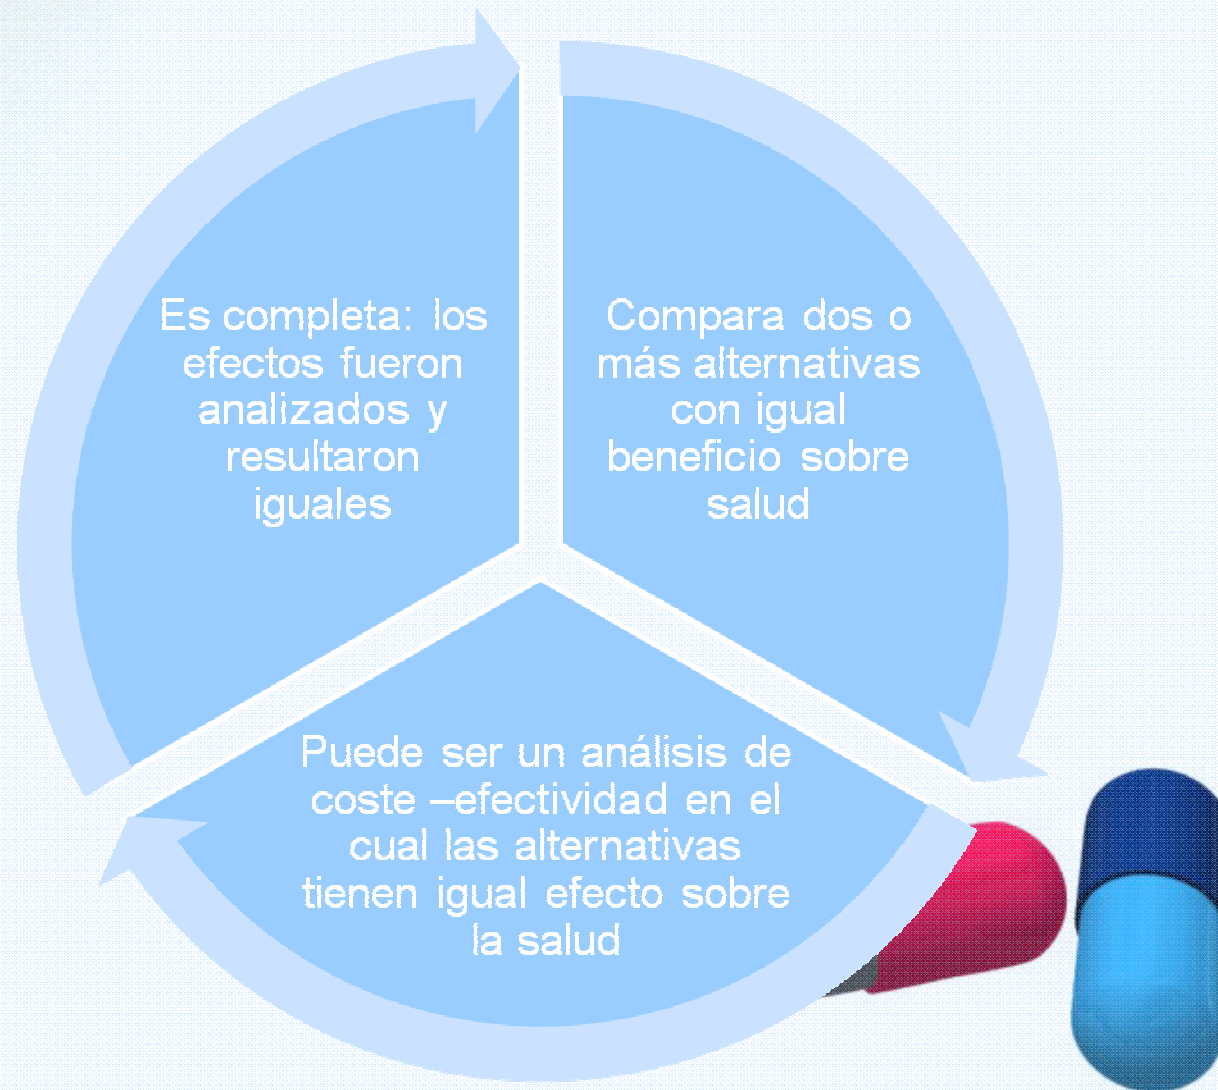 Es completa: los
efectos fueron
analizados y
resultaron
iguales
Compara dos o
más alternativas
con igual
beneficio sobre
salud
Puede ser un análisis de
coste –efectividad en el
cual las alternativas
tienen igual efecto sobre
la salud